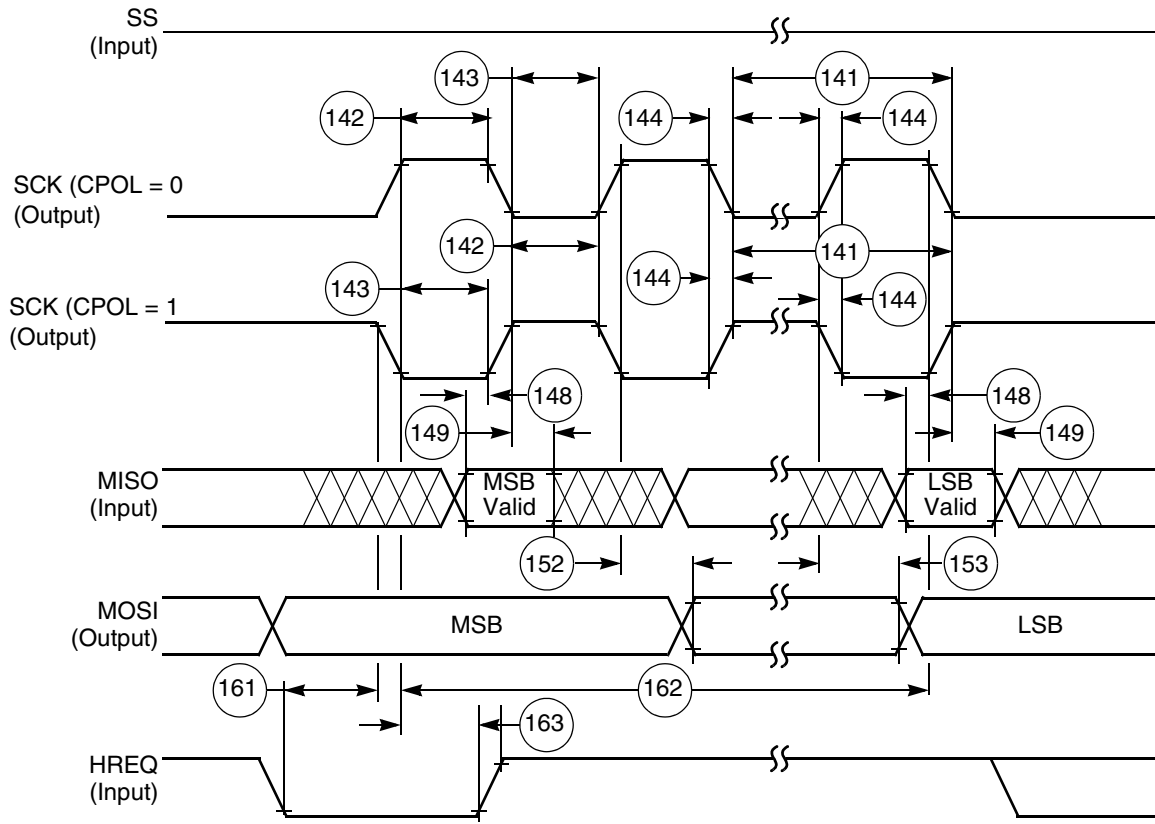 SS
(Input)
143
141
142
144
144
SCK (CPOL = 0
(Output)
142
141
144
143
144
SCK (CPOL = 1
(Output)
148
148
149
149
MISO
(Input)
MSB
Valid
LSB
Valid
152
153
MOSI
(Output)
MSB
LSB
161
162
163
HREQ
(Input)